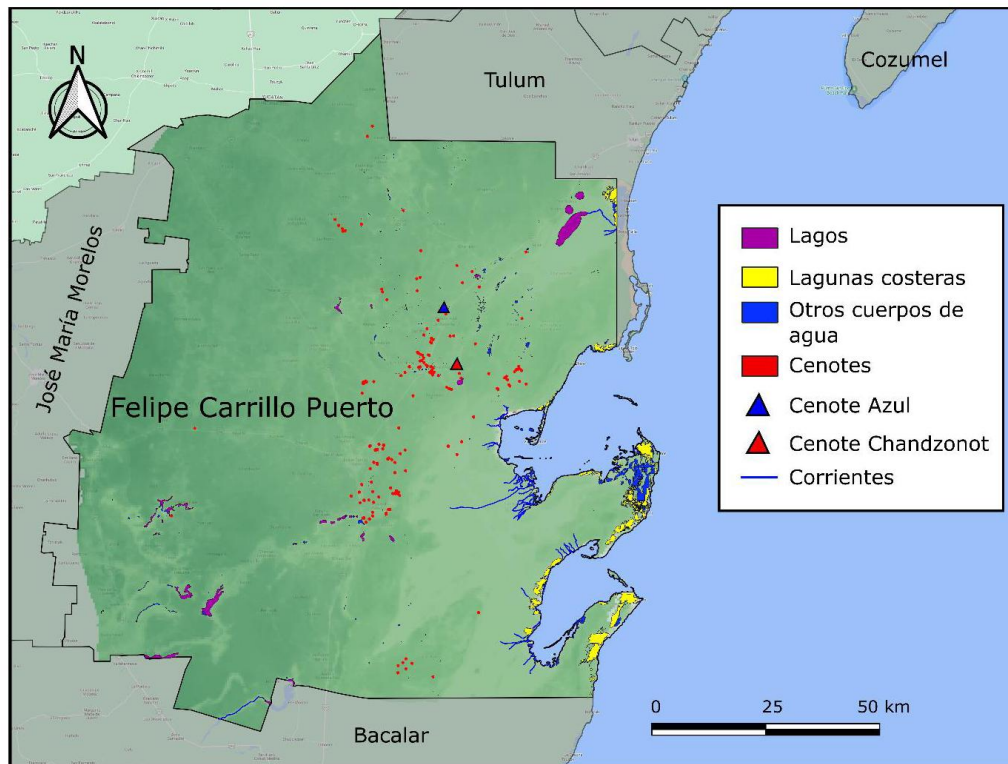 N
Tulum
Cozumel
José María Morelos
Felipe Carrillo Puerto
Bacalar
Lagos
Lagunas costeras
Otros cuerpos de
agua
Cenotes
Cenote Azul
Cenote Chandzonot
Corrientes
0 25 50 km